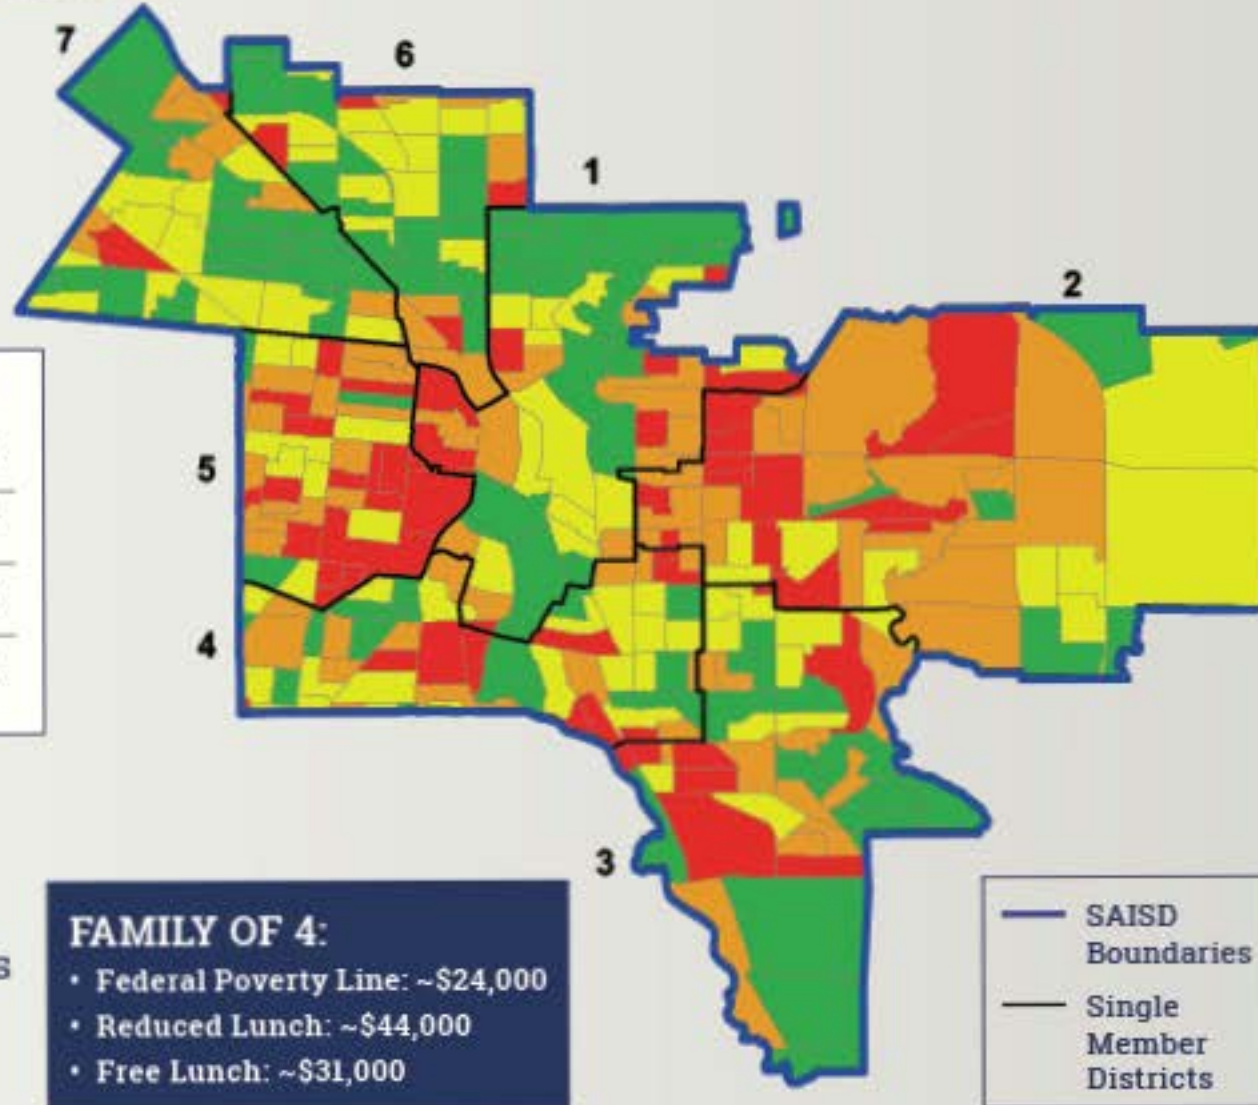 7
6
1
2
5
4
3
FAMILY OF 4:
• Federal Poverty Line: ~$24,000
• Reduced Lunch: ~$44,000
• Free Lunch: ~$31,000
s
SAISD
Boundaries
Single
Member
Districts